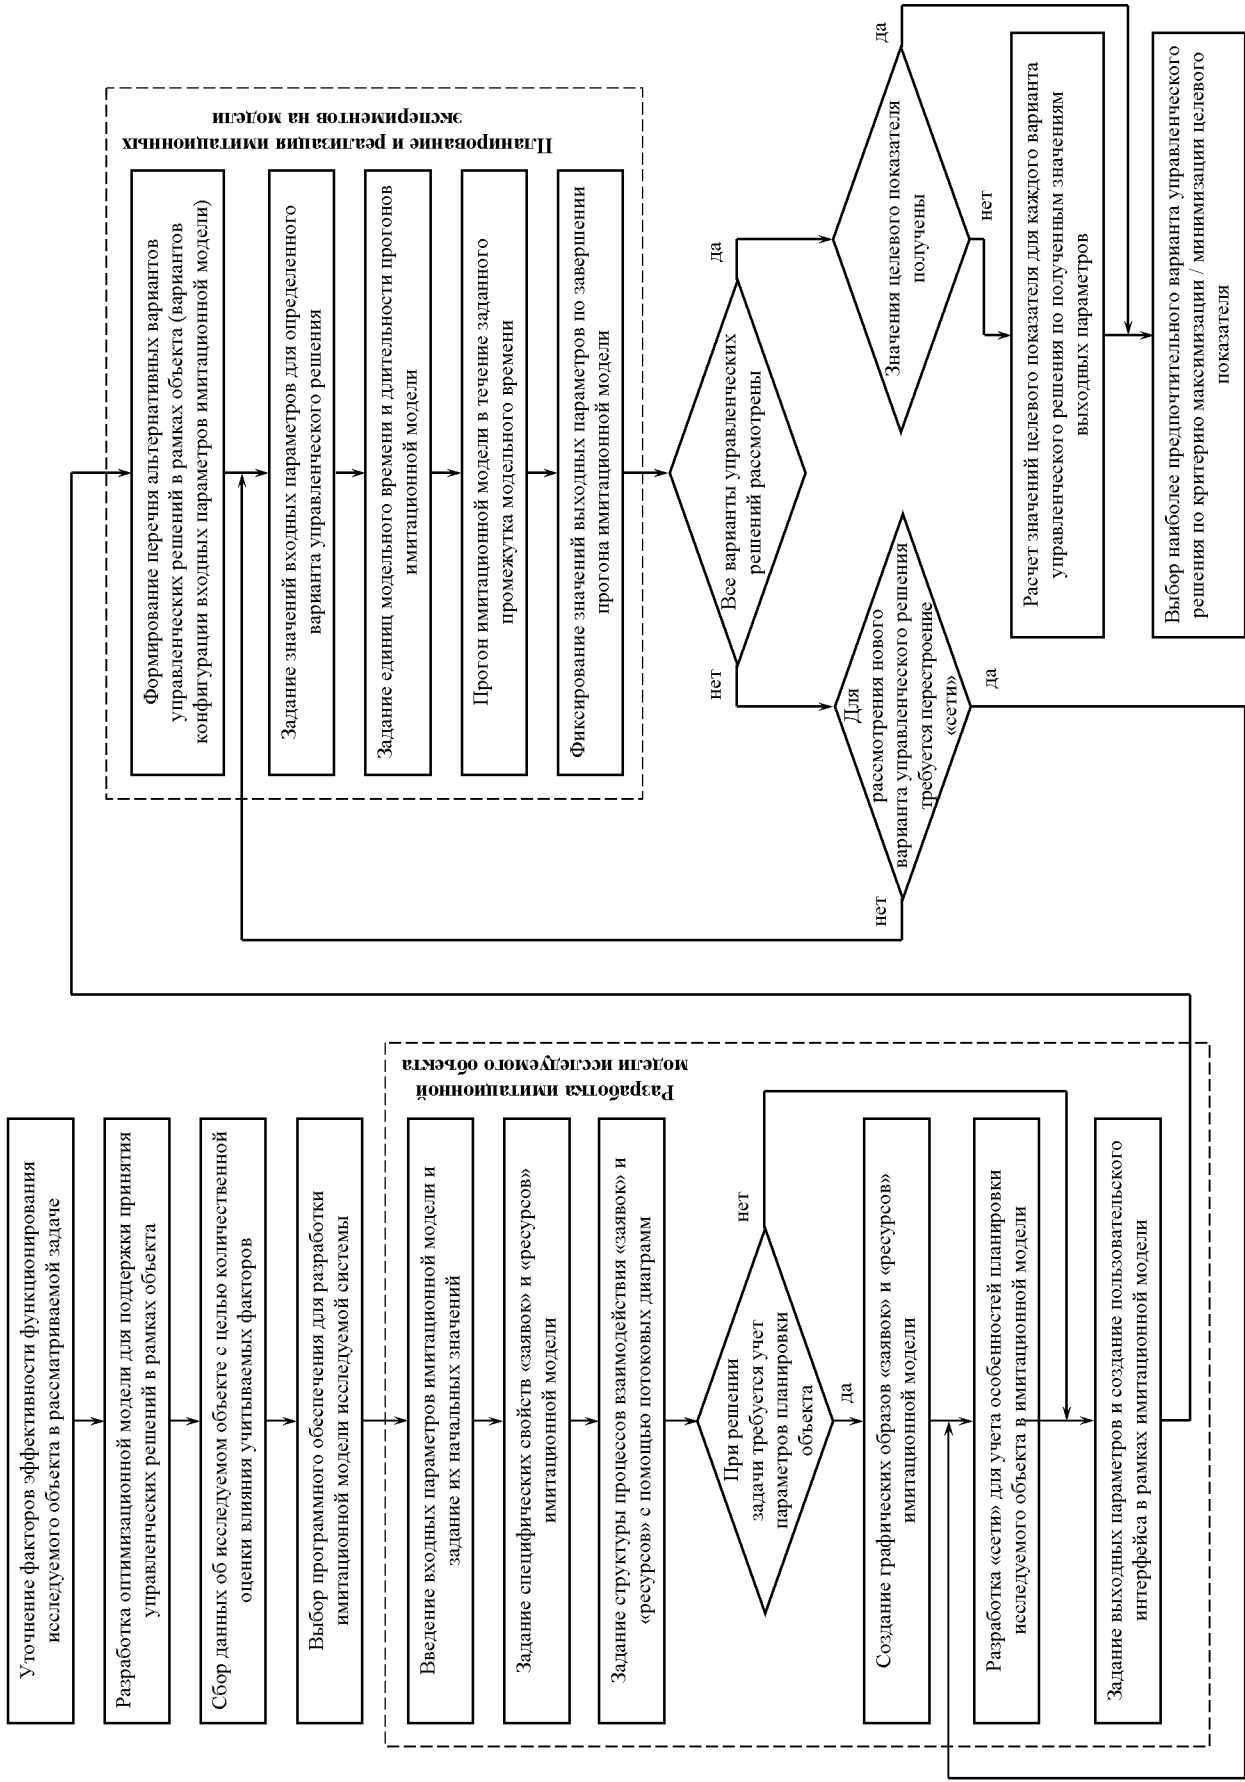 Уточнение факторов эффективности функционирования
исследуемого объекта в рассматриваемой задаче
Разработка оптимизационной модели для поддержки принятия
управленческих решений в рамках объекта
Сбор данных об исследуемом объекте с целью количественной
оценки влияния учитываемых факторов
Выбор программного обеспечения для разработки
имитационной модели исследуемой системы
Разработка имитационной
модели исследуемого объекта
Введение входных параметров имитационной модели и
задание их начальных значений
Задание специфических свойств «заявок» и «ресурсов»
имитационной модели
Задание структуры процессов взаимодействия «заявок» и
«ресурсов» с помощью потоковых диаграмм
При решении
задачи требуется учет
параметров планировки
объекта
нет
да
Создание графических образов «заявок» и «ресурсов»
имитационной модели
Разработка «сети» для учета особенностей планировки
исследуемого объекта в имитационной модели
Задание выходных параметров и создание пользовательского
интерфейса в рамках имитационной модели
Планирование и реализация имитационных
экспериментов на модели
Формирование перечня альтернативных вариантов
управленческих решений в рамках объекта (вариантов
конфигурации входных параметров имитационной модели)
Задание значений входных параметров для определенного
варианта управленческого решения
Задание единиц модельного времени и длительности прогонов
имитационной модели
Прогон имитационной модели в течение заданного
промежутка модельного времени
Фиксирование значений выходных параметров по завершении
прогона имитационной модели
Все варианты управленческих
решений рассмотрены
нет
да
Для
рассмотрения нового
варианта управленческого решения
требуется перестроение
«сети»
нет
да
Значения целевого показателя
получены
да
нет
Расчет значений целевого показателя для каждого варианта
управленческого решения по полученным значениям
выходных параметров
Выбор наиболее предпочтительного варианта управленческого
решения по критерию максимизации / минимизации целевого
показателя